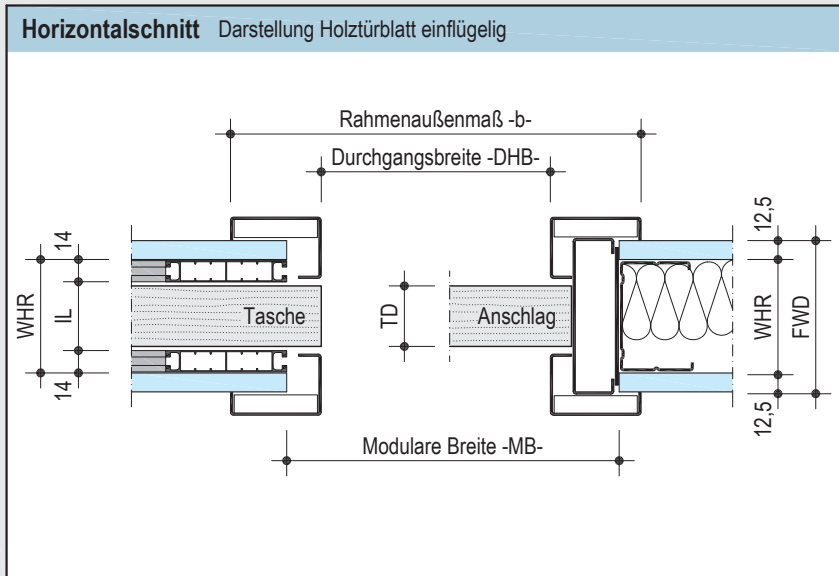 Horizontalschnitt Darstellung Holztürblatt einflügelig
Rahmenaußenmaß -b-
Durchgangsbreite -DHB-
14
WHR
IL
14
Tasche
TD
Anschlag
12,5
WHR
FWD
12,5
Modulare Breite -MB-